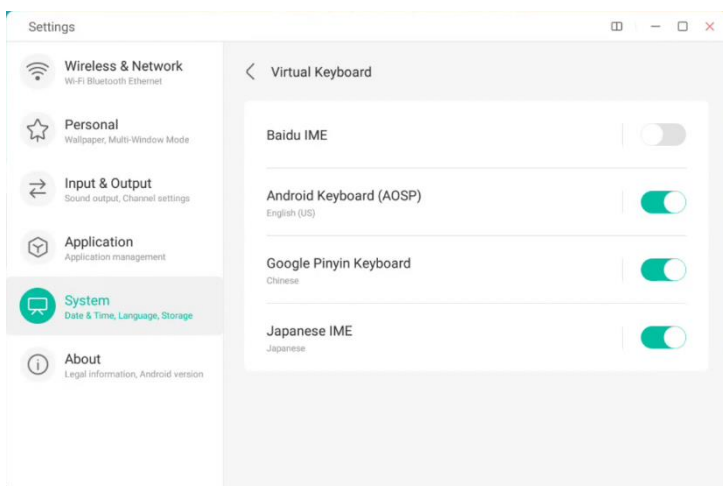 Settings
Wireless & Network
Wi-Fi Bluetooth Ethernet
Personal
Wallpaper, Multi-Window Mode
Input & Output
Sound output, Channel settings
Application
Application management
System
Date & Time, Language, Storage
About
Legal information, Android version
Virtual Keyboard
Baidu IME
Android Keyboard (AOSP)
English (US)
Google Pinyin Keyboard
Chinese
Japanese IME
Japanese